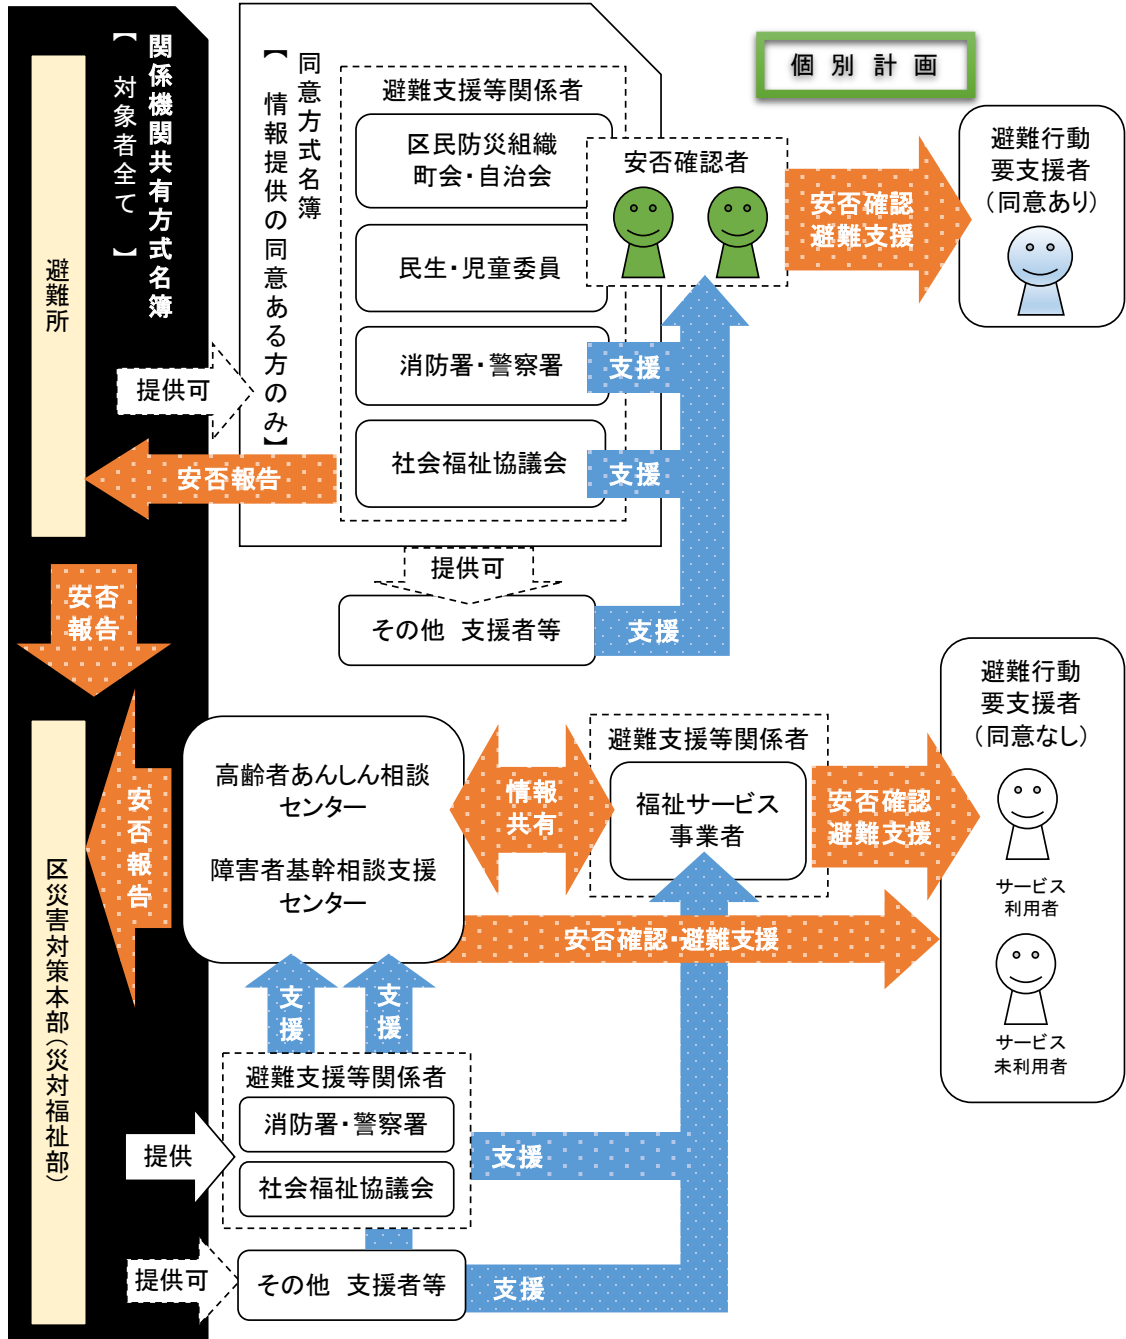 関係機関共有方式名簿
【 対象者全て 】
避難所
同意方式名簿
【 情報提供の同意ある方のみ】
避難支援等関係者
区民防災組織
町会・自治会
民生・児童委員
消防署・警察署
社会福祉協議会
個別計画
安否確認者
安否確認
避難支援
避難行動
要支援者
（同意あり）
支援
支援
提供可
安否報告
提供可
その他 支援者等
支援
安否
報告
安否報告
区災害対策本部（災対福祉部）
高齢者あんしん相談
センター
障害者基幹相談支援
センター
情報
共有
避難支援等関係者
福祉サービス
事業者
安否確認
避難支援
安否確認・避難支援
避難行動
要支援者
（同意なし）
サービス
利用者
サービス
未利用者
支援
支援
避難支援等関係者
消防署・警察署
社会福祉協議会
提供
支援
提供可
その他 支援者等
支援